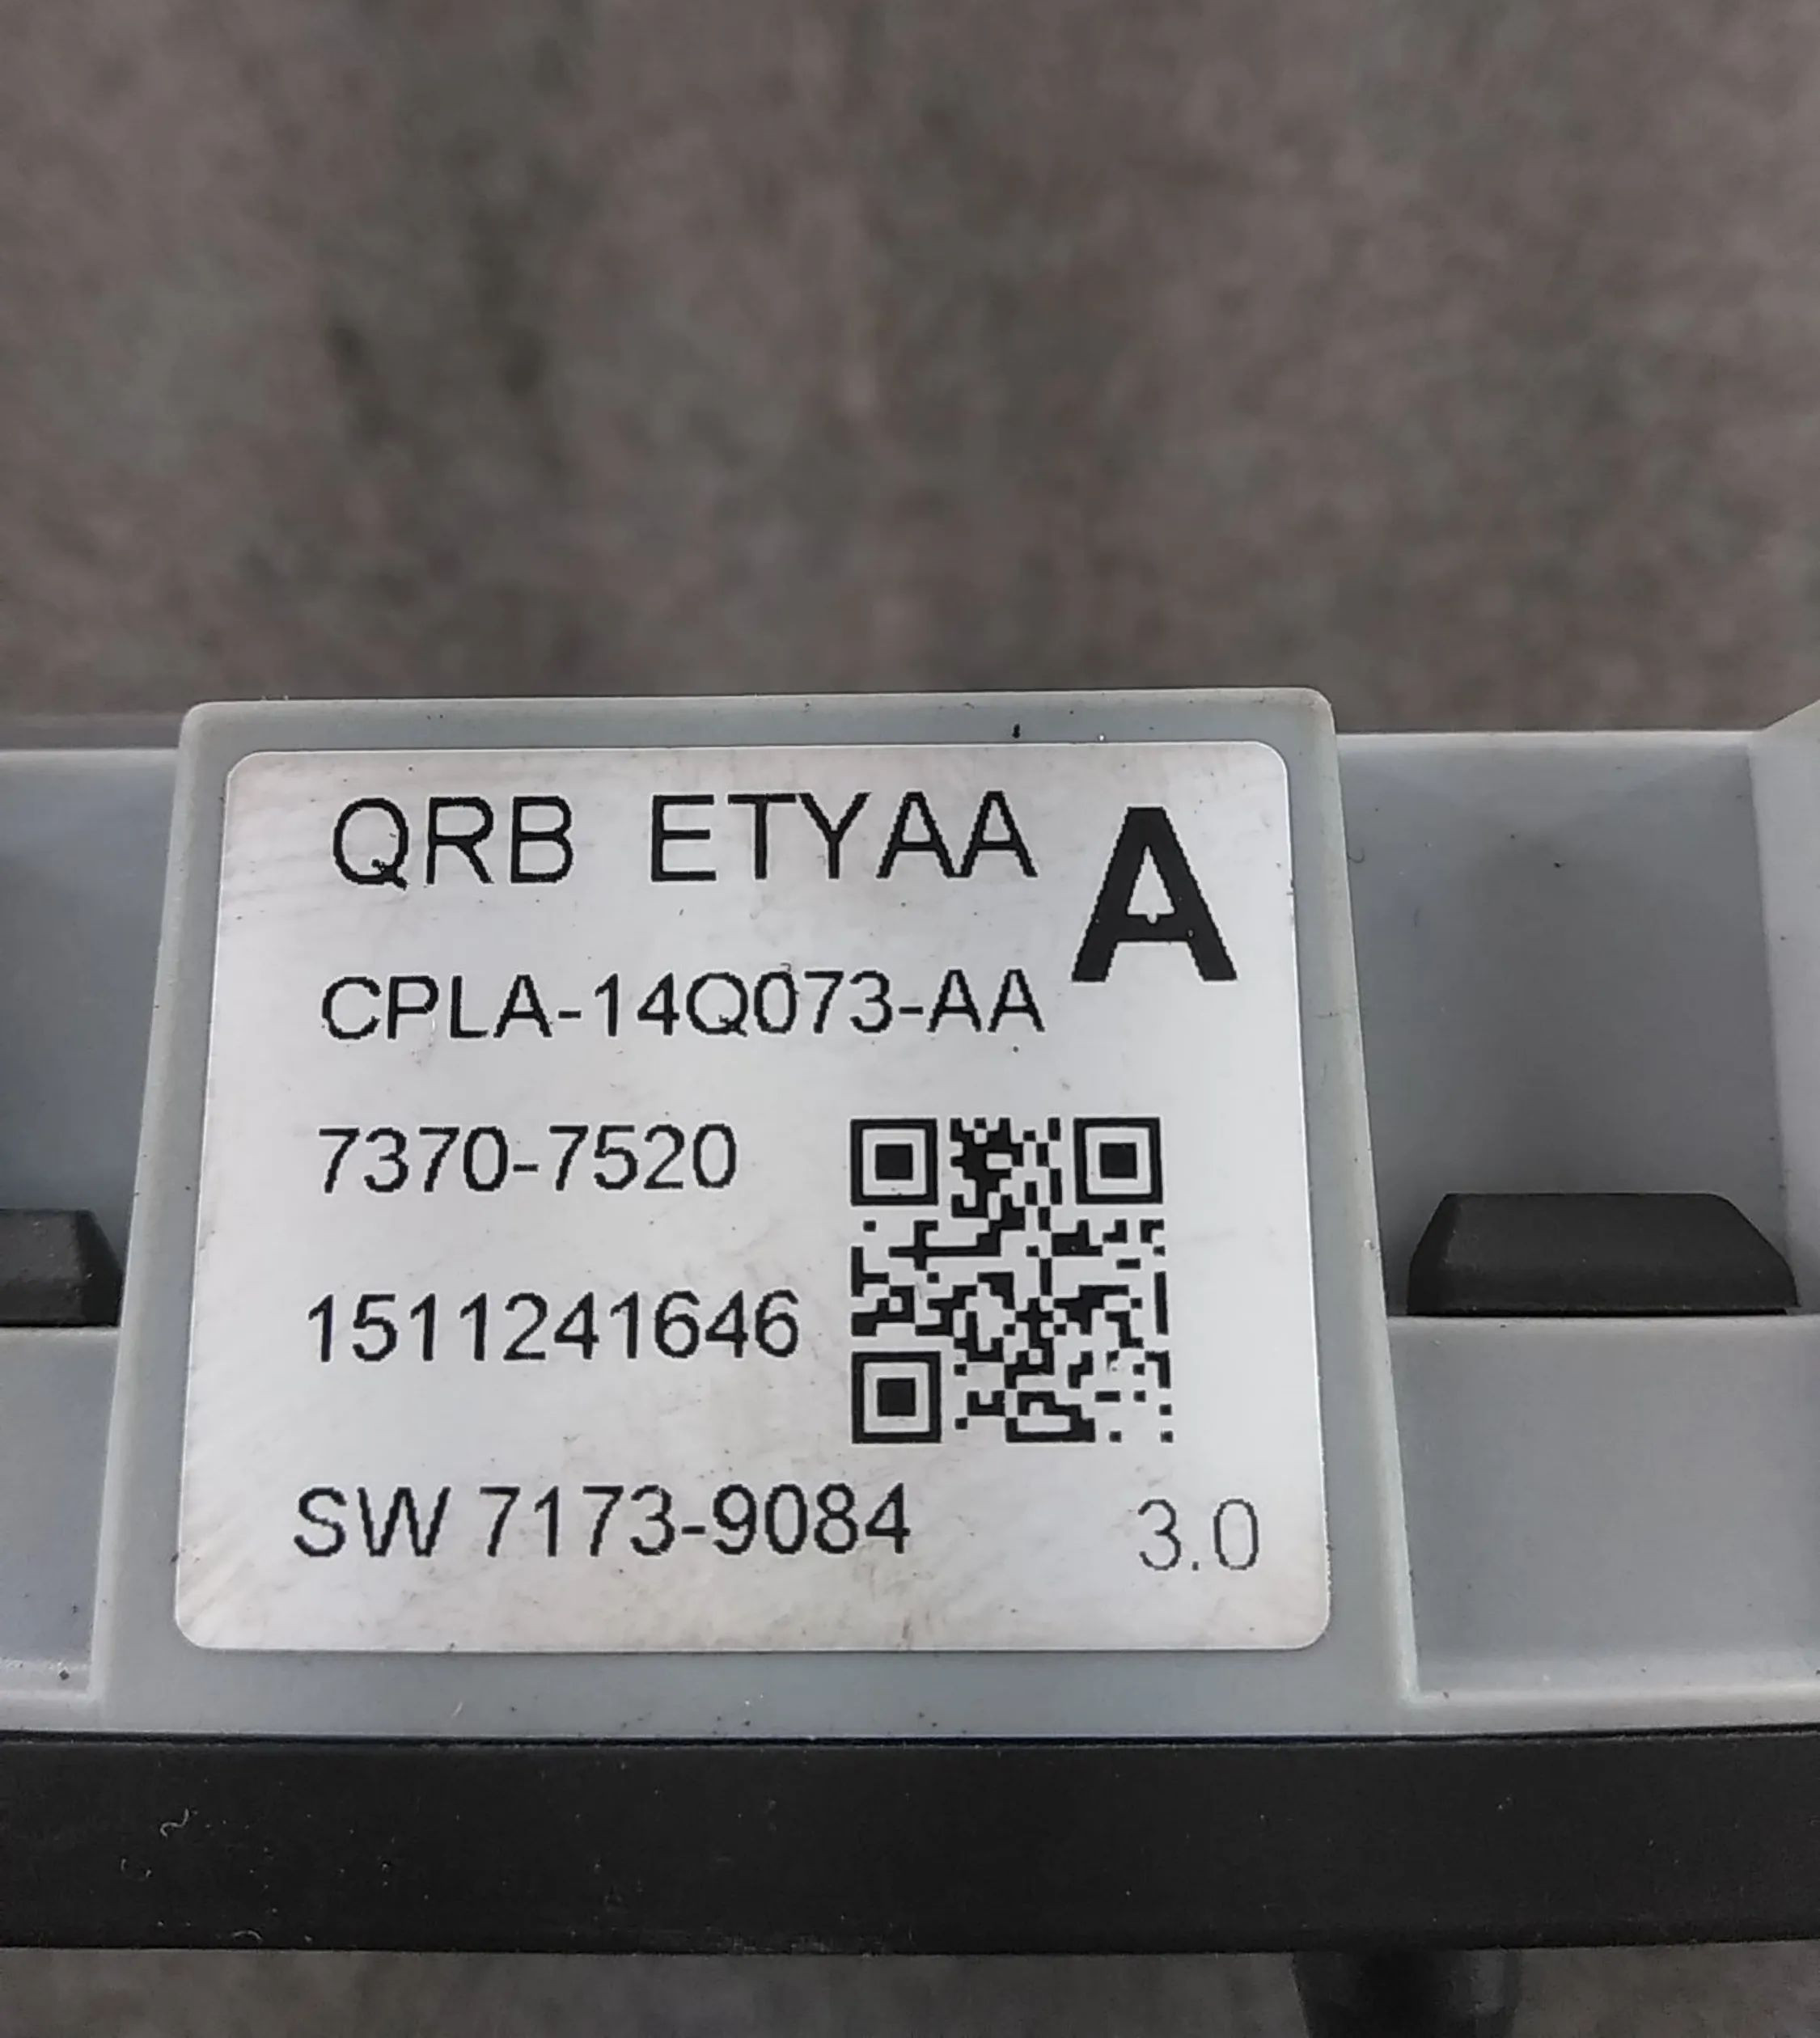 QRB ETYAA
A
CPLA-14Q073-AA
7370-7520
1511241646
SW 7173-9084
3.0